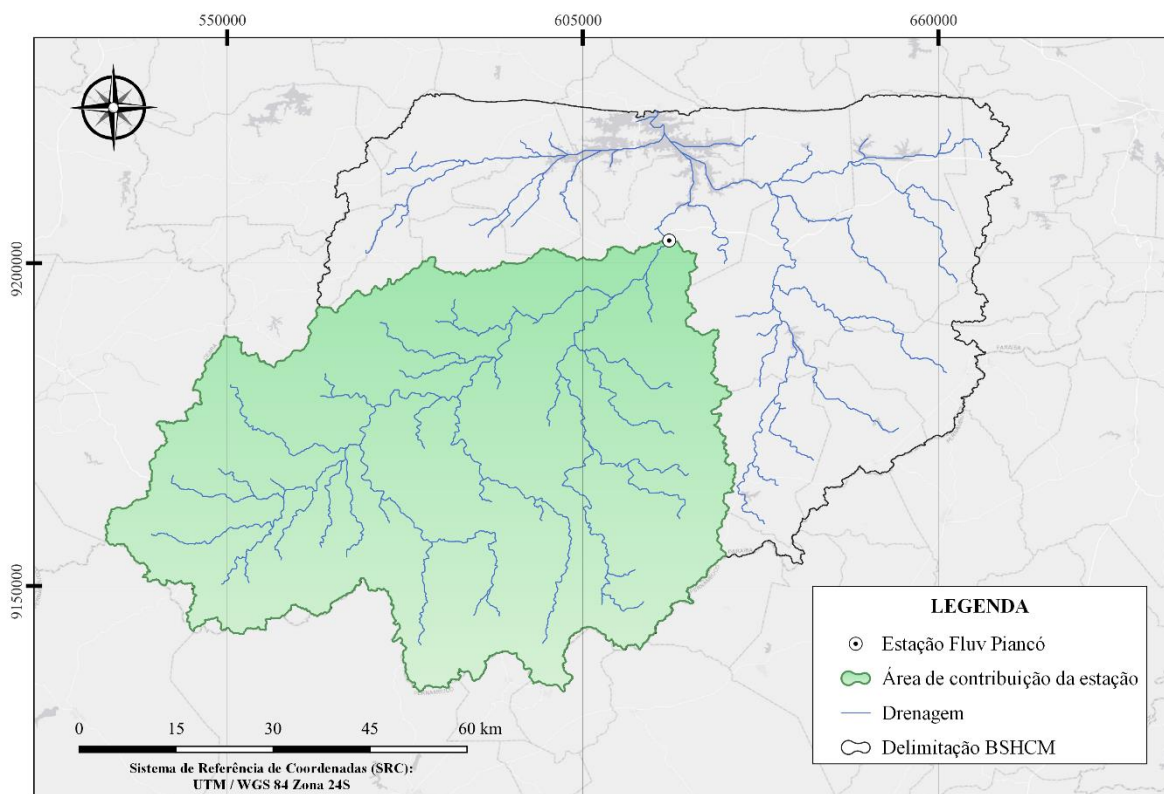 550000
605000
660000
9200000
9150000
LEGENDA
Estação Fluv Piancó
Área de contribuição da estação
Drenagem
Delimitação BSHCM
0 15 30 45 60 km
Sistema de Referência de Coordenadas (SRC):
UTM / WGS 84 Zona 24S